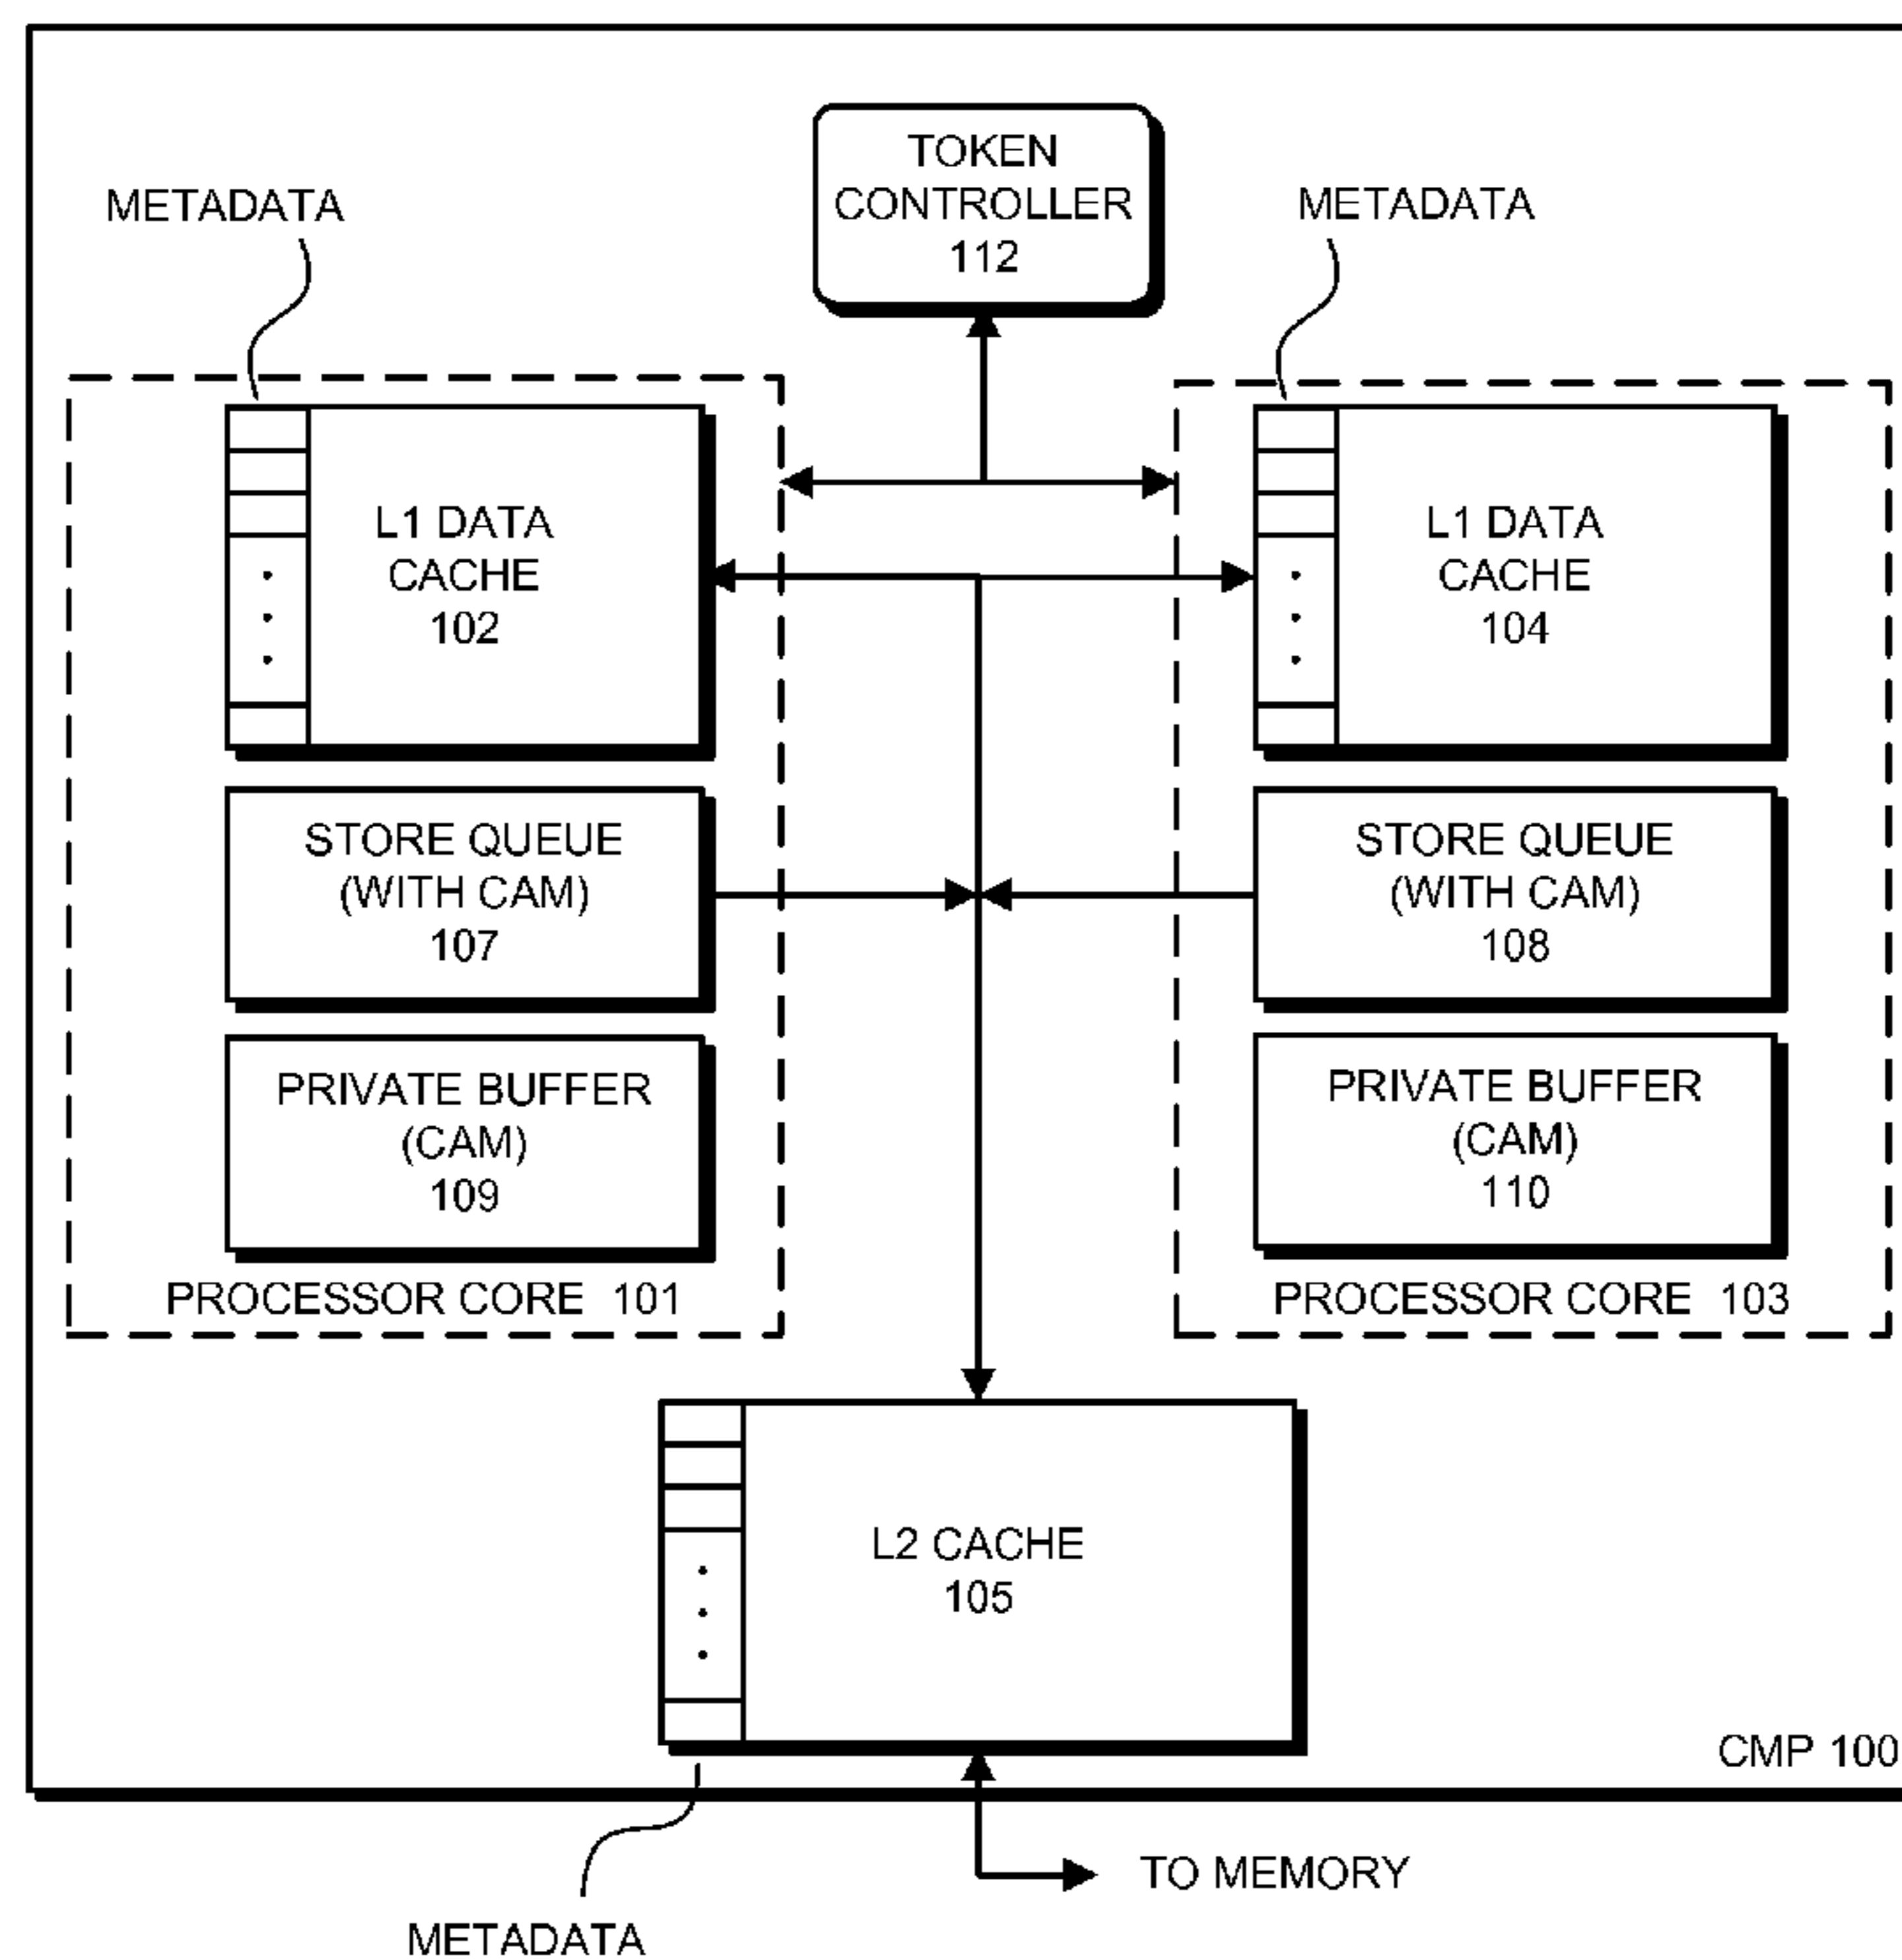 TOKEN
CONTROLLER
112
METADATA
METADATA
L1 DATA
CACHE
102
L1 DATA
CACHE
104
STORE QUEUE
(WITH CAM)
107
STORE QUEUE
(WITH CAM)
108
PRIVATE BUFFER
(CAM)
109
PRIVATE BUFFER
(CAM)
110
PROCESSOR CORE 101
PROCESSOR CORE 103
L2 CACHE
105
CMP 100
TO MEMORY
METADATA